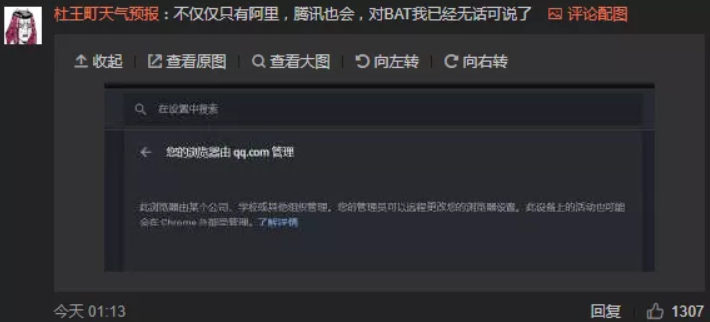 杜王町天气预报：不仅仅只有阿里，腾讯也会，对BAT我已经无话可说了 评论配图
收起 | 查看原图 | 查看大图 | 向左转 | 向右转
在设置中搜索
您的浏览器由 qq.com 管理
此浏览器由某个公司、学校或其他组织管理。您的管理员可以远程更改您的浏览器设置。此设备上的活动也可能
会在 Chrome 外部受管理。了解详情
今天 01:13 回复 | 1307